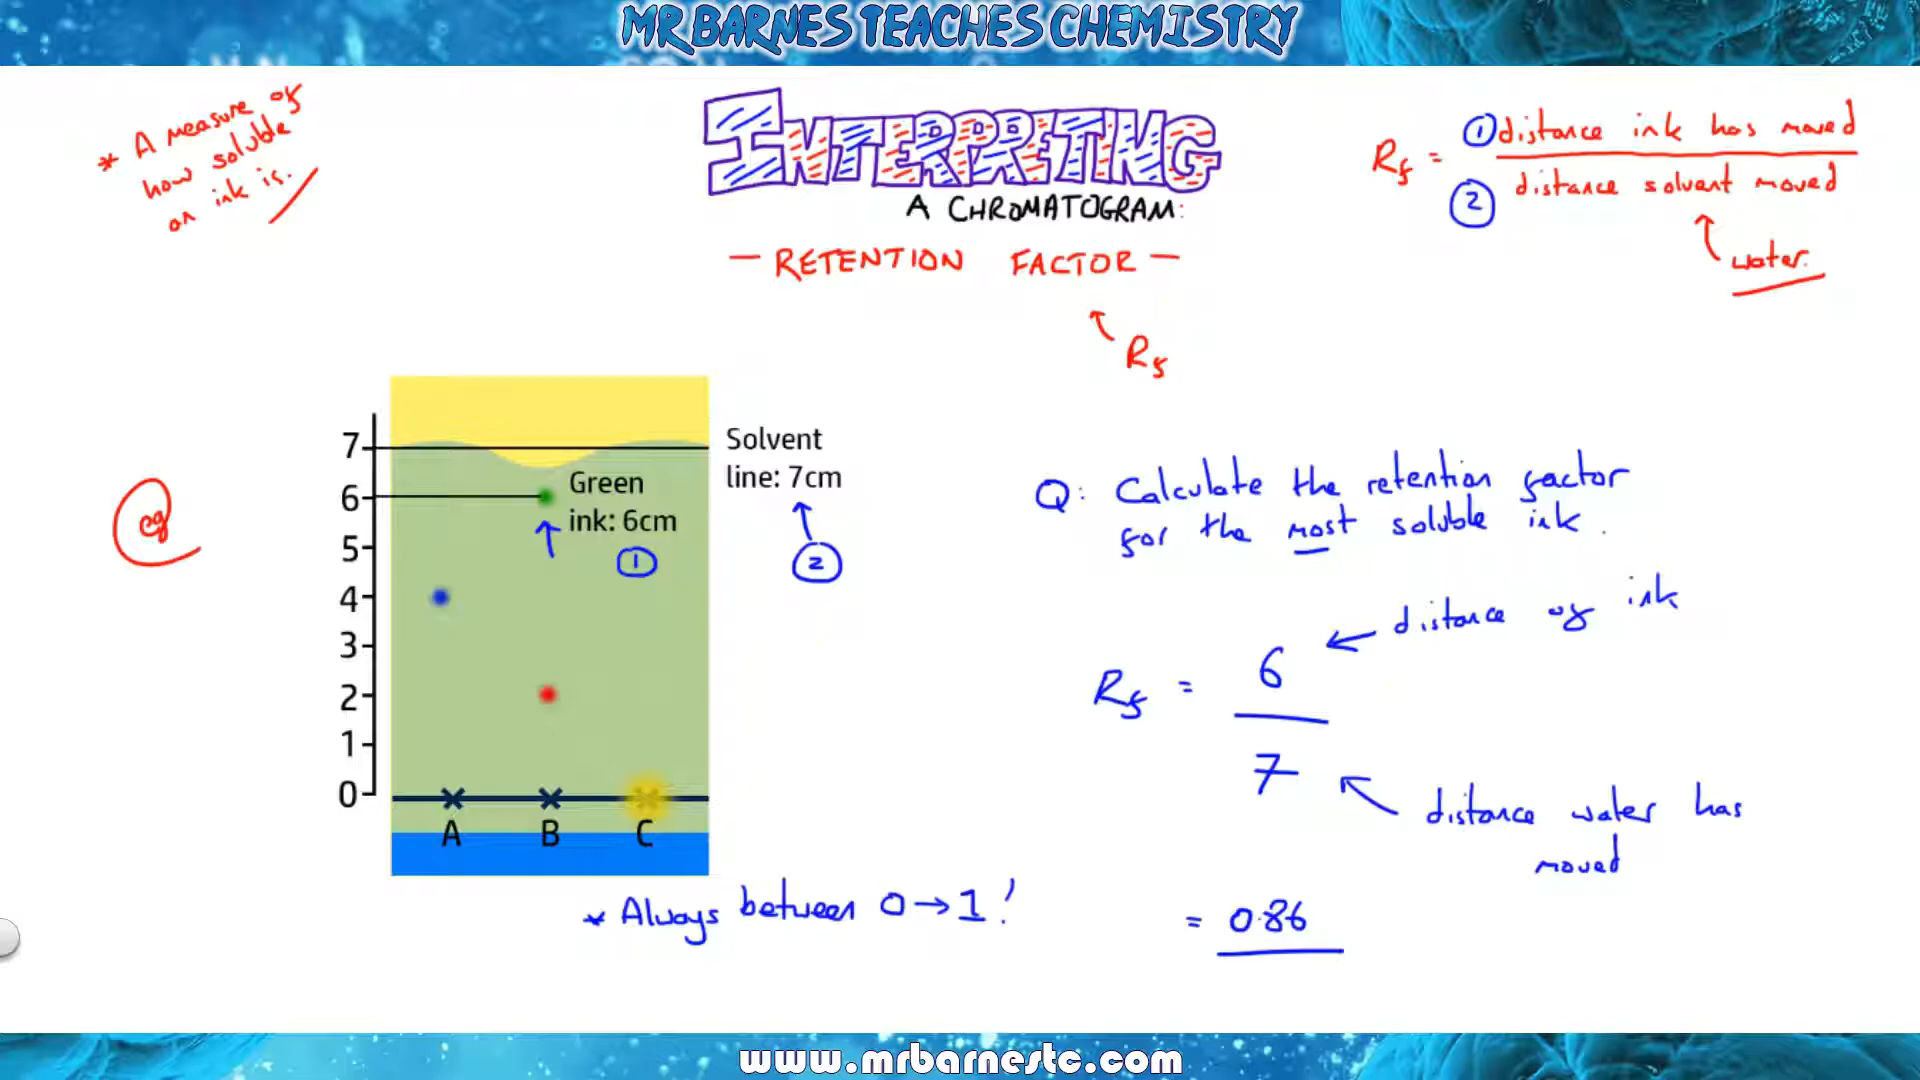 MR BARNES TEACHES CHEMISTRY
* A measure of
how soluble
an ink is.
INTERPRETING
A CHROMATOGRAM:
- RETENTION FACTOR -
Rf
Rf = ① distance ink has moved
② distance solvent moved
water.
eg
7
6
5
4
3
2
1
0
Green
ink: 6cm
①
Solvent
line: 7cm
②
A B C
* Always between 0 → 1!
Q: Calculate the retention factor
for the most soluble ink.
distance of ink
Rf = 6
7
distance water has
moved
= 0.86
www.mrbarnestc.com